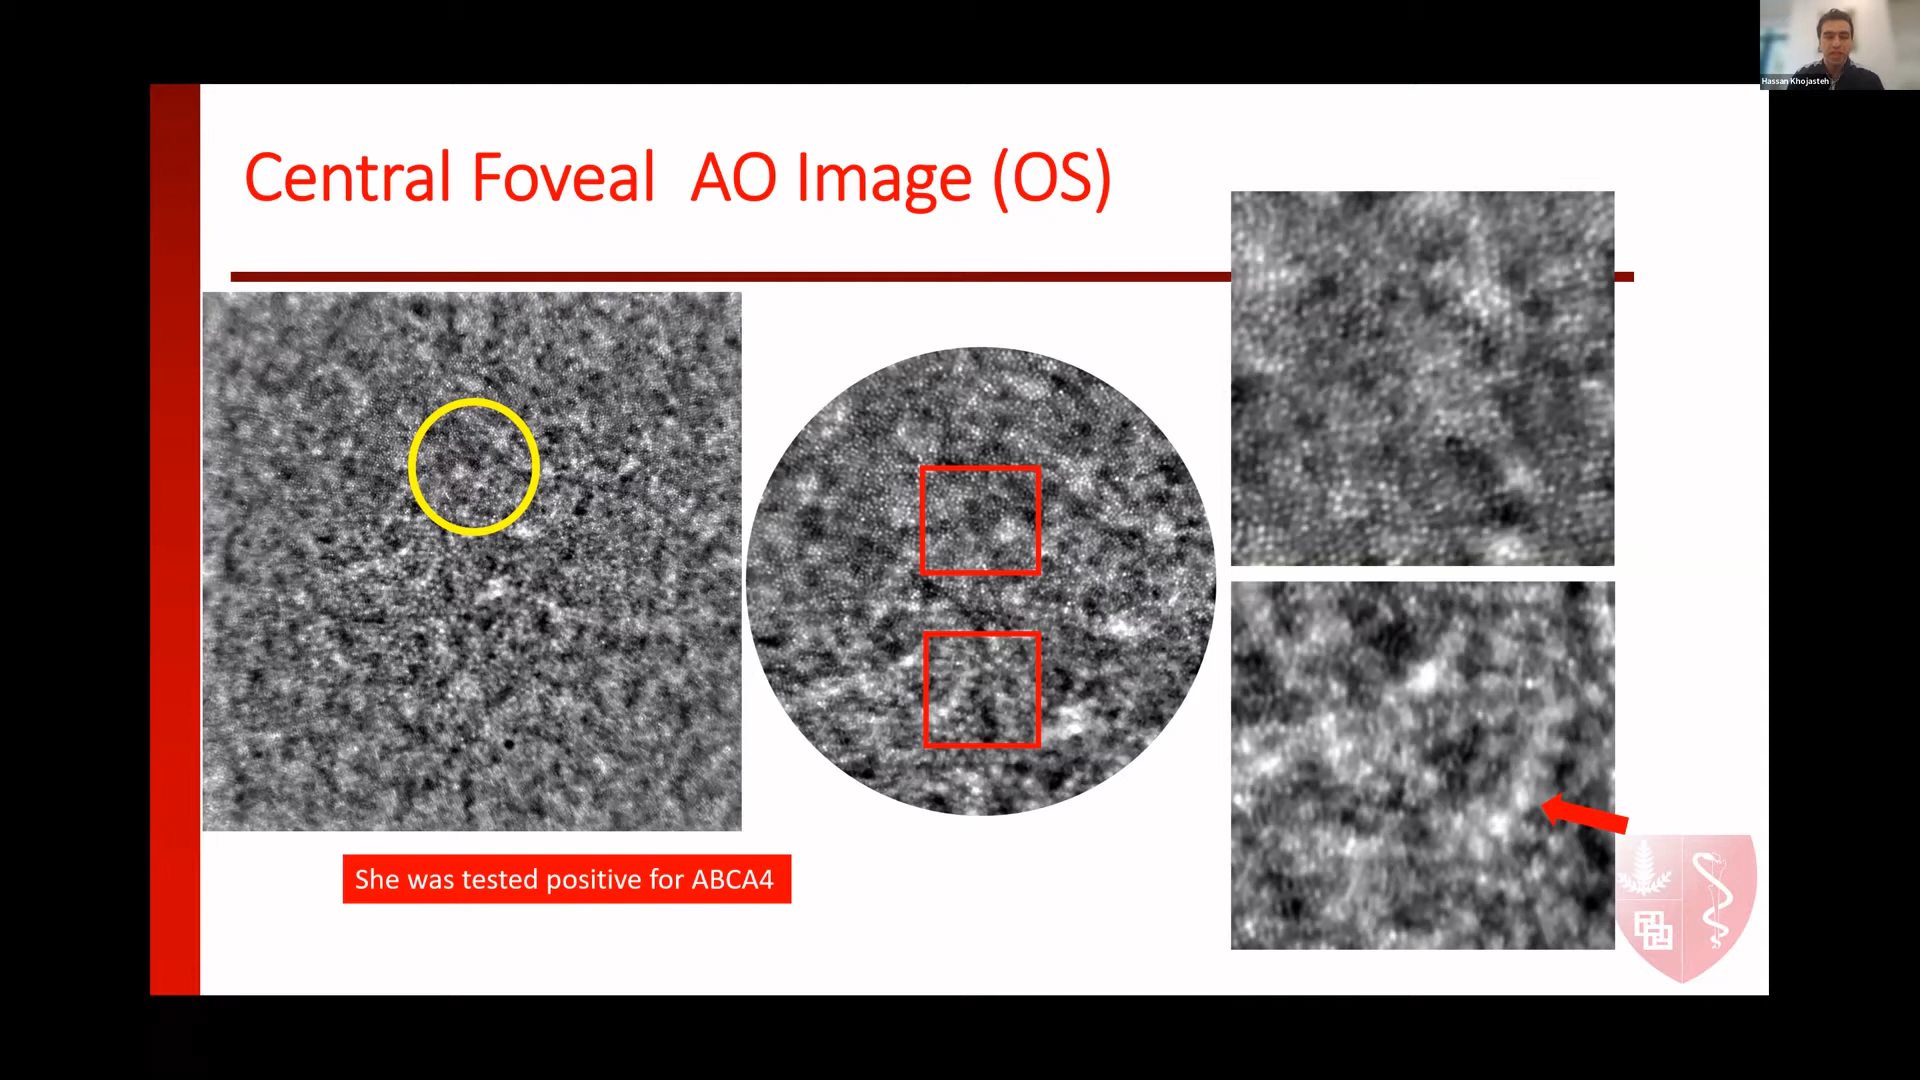 Hassan Khojasteh
Central Foveal AO Image (OS)
She was tested positive for ABCA4